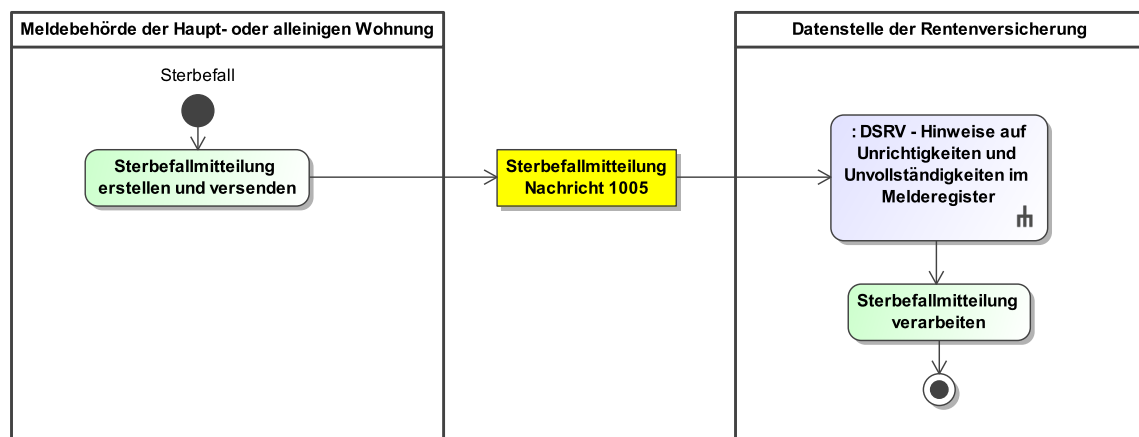 Meldebehörde der Haupt- oder alleinigen Wohnung
Datenstelle der Rentenversicherung
Sterbefall
Sterbefallmitteilung
erstellen und versenden
Sterbefallmitteilung
Nachricht 1005
: DSRV - Hinweise auf
Unrichtigkeiten und
Unvollständigkeiten im
Melderegister
Sterbefallmitteilung
verarbeiten